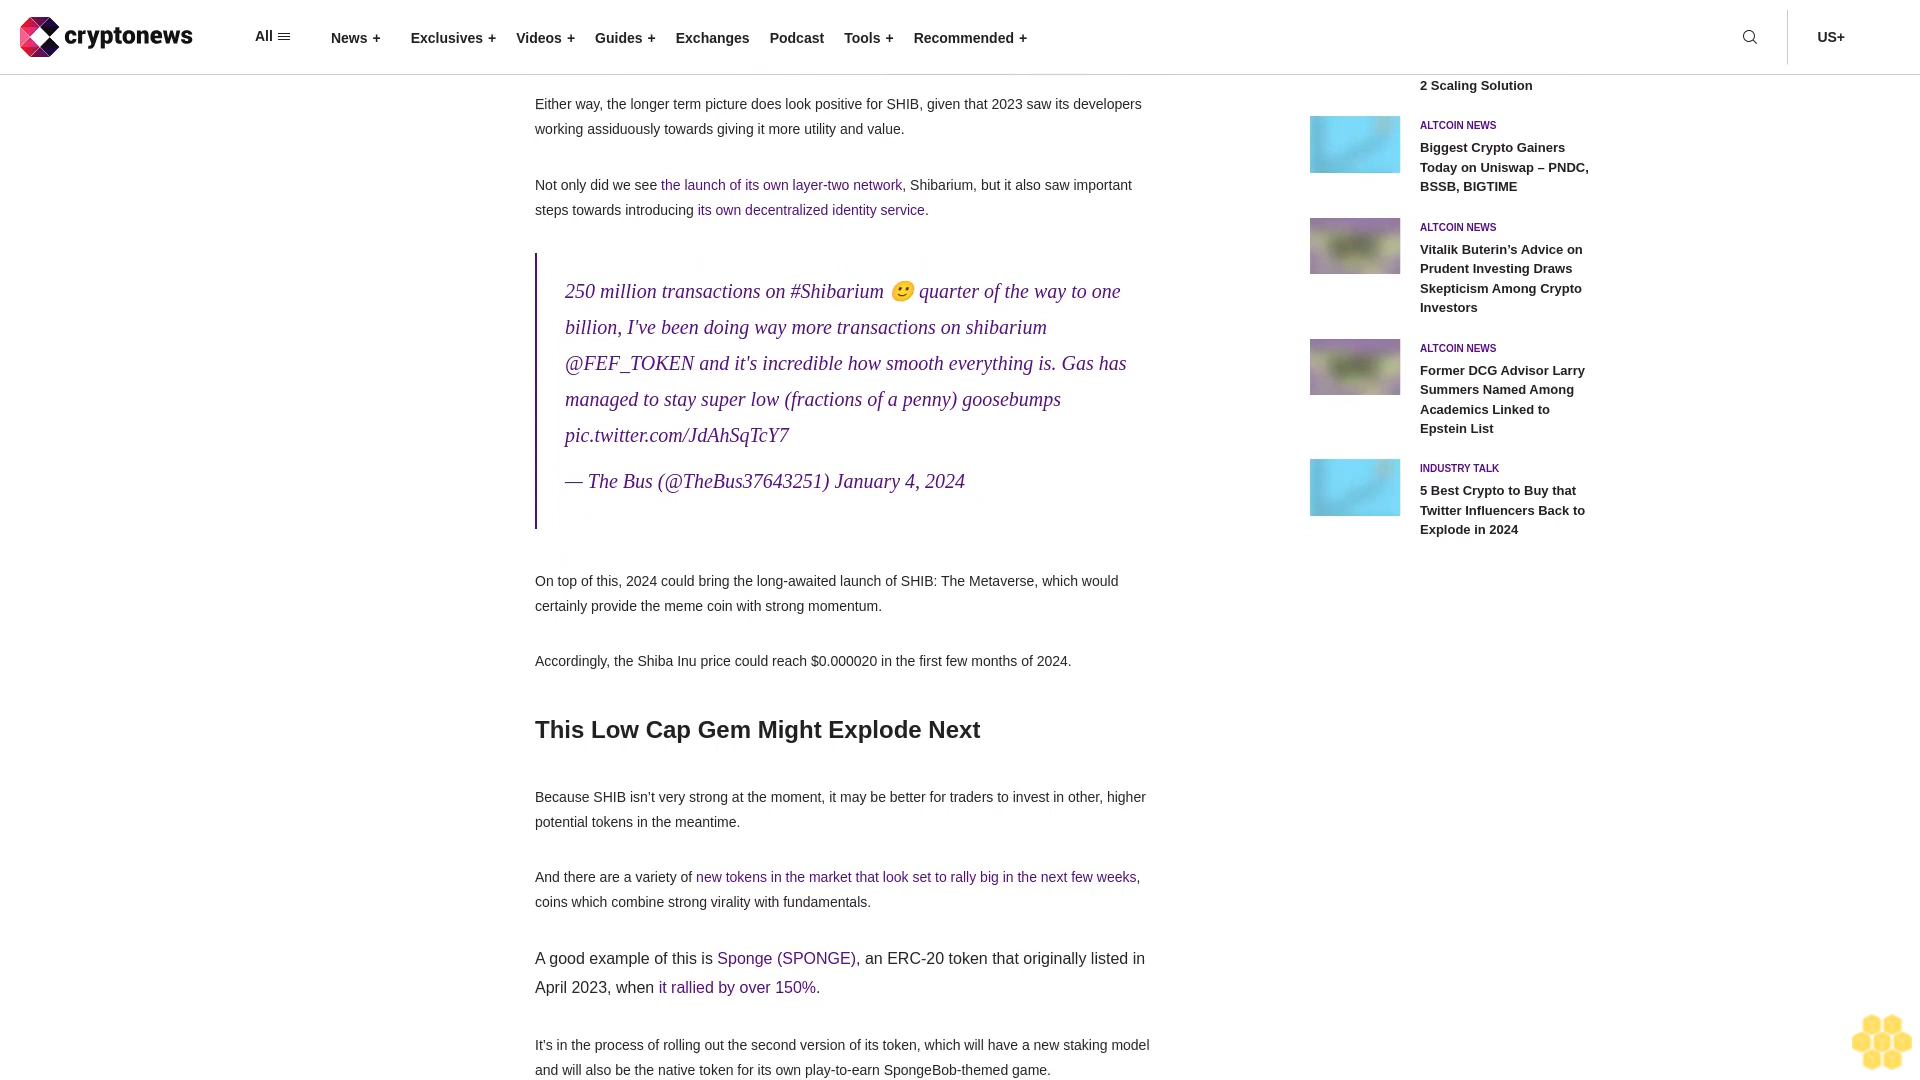 cryptonews
All
News +
Exclusives +
Videos +
Guides +
Exchanges
Podcast
Tools +
Recommended +
US+
Either way, the longer term picture does look positive for SHIB, given that 2023 saw its developers
working assiduously towards giving it more utility and value.
Not only did we see the launch of its own layer-two network, Shibarium, but it also saw important
steps towards introducing its own decentralized identity service.
250 million transactions on #Shibarium 🙂 quarter of the way to one
billion, I've been doing way more transactions on shibarium
@FEF_TOKEN and it's incredible how smooth everything is. Gas has
managed to stay super low (fractions of a penny) goosebumps
pic.twitter.com/JdAhSqTcY7
— The Bus (@TheBus37643251) January 4, 2024
On top of this, 2024 could bring the long-awaited launch of SHIB: The Metaverse, which would
certainly provide the meme coin with strong momentum.
Accordingly, the Shiba Inu price could reach $0.000020 in the first few months of 2024.
This Low Cap Gem Might Explode Next
Because SHIB isn’t very strong at the moment, it may be better for traders to invest in other, higher
potential tokens in the meantime.
And there are a variety of new tokens in the market that look set to rally big in the next few weeks,
coins which combine strong virality with fundamentals.
A good example of this is Sponge (SPONGE), an ERC-20 token that originally listed in
April 2023, when it rallied by over 150%.
It’s in the process of rolling out the second version of its token, which will have a new staking model
and will also be the native token for its own play-to-earn SpongeBob-themed game.
2 Scaling Solution
ALTCOIN NEWS
Biggest Crypto Gainers
Today on Uniswap – PNDC,
BSSB, BIGTIME
ALTCOIN NEWS
Vitalik Buterin’s Advice on
Prudent Investing Draws
Skepticism Among Crypto
Investors
ALTCOIN NEWS
Former DCG Advisor Larry
Summers Named Among
Academics Linked to
Epstein List
INDUSTRY TALK
5 Best Crypto to Buy that
Twitter Influencers Back to
Explode in 2024